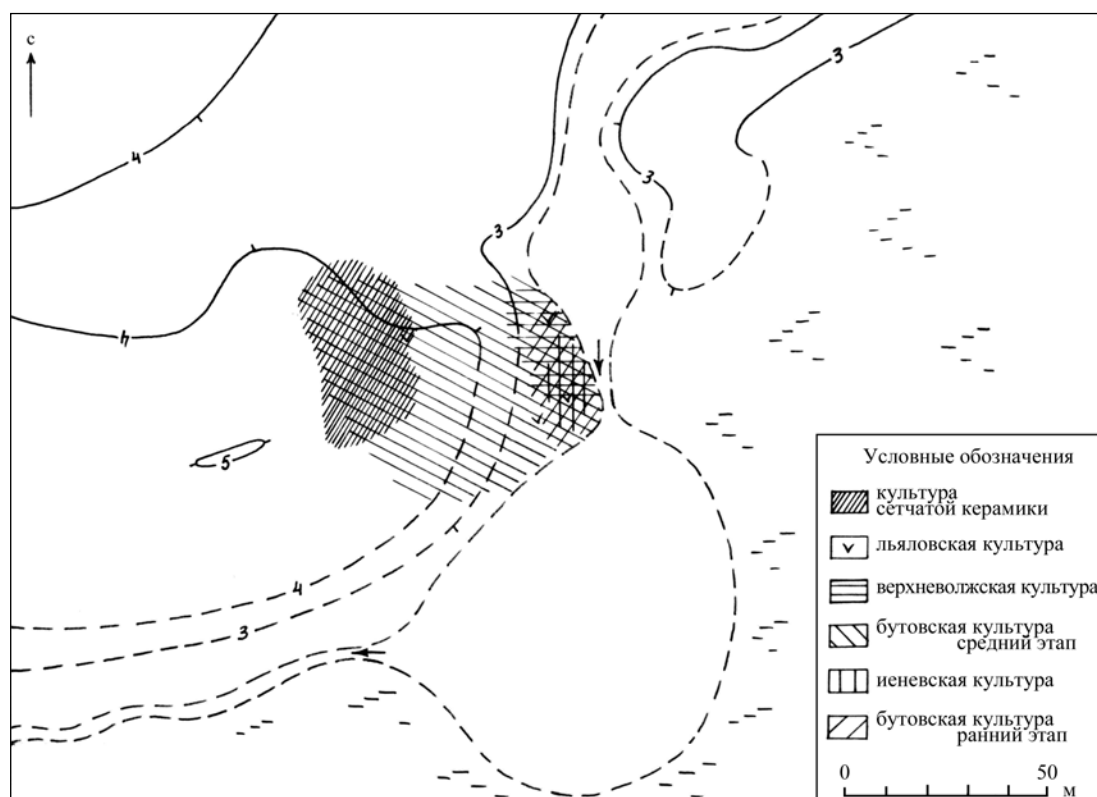 с
4
3
3
3
4
5
4
3
Условные обозначения
культура
сетчатой керамики
льяловская культура
верхневолжская культура
бутовская культура
средний этап
иеневская культура
бутовская культура
ранний этап
0 50
м